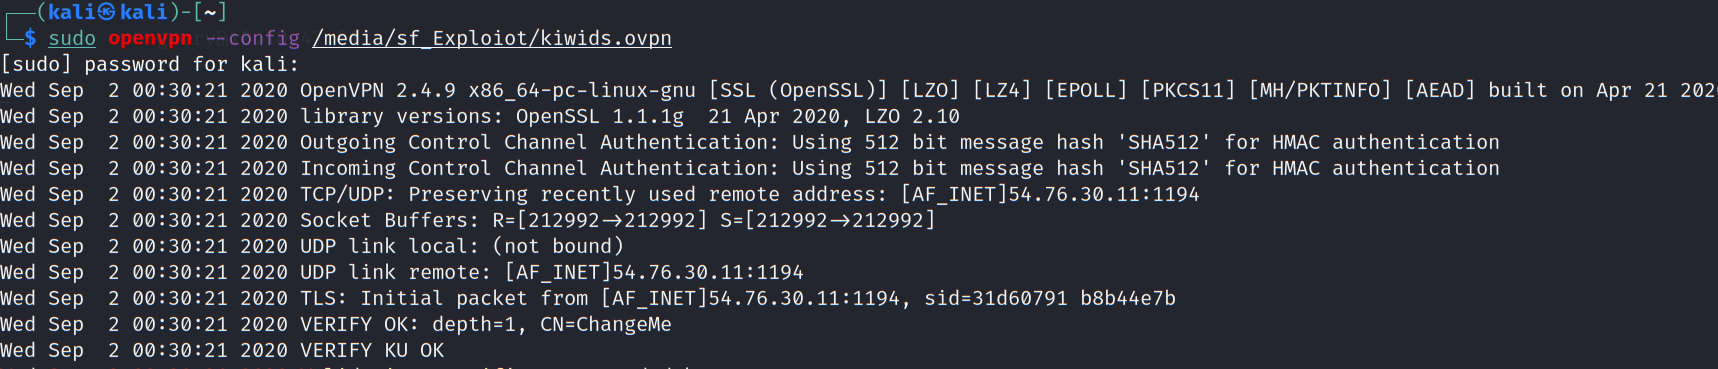 ┌──(kali㉿kali)-[~]
└─$ sudo openvpn --config /media/sf_Exploiot/kiwids.ovpn
[sudo] password for kali:
Wed Sep  2 00:30:21 2020 OpenVPN 2.4.9 x86_64-pc-linux-gnu [SSL (OpenSSL)] [LZO] [LZ4] [EPOLL] [PKCS11] [MH/PKTINFO] [AEAD] built on Apr 21 202
Wed Sep  2 00:30:21 2020 library versions: OpenSSL 1.1.1g  21 Apr 2020, LZO 2.10
Wed Sep  2 00:30:21 2020 Outgoing Control Channel Authentication: Using 512 bit message hash 'SHA512' for HMAC authentication
Wed Sep  2 00:30:21 2020 Incoming Control Channel Authentication: Using 512 bit message hash 'SHA512' for HMAC authentication
Wed Sep  2 00:30:21 2020 TCP/UDP: Preserving recently used remote address: [AF_INET]54.76.30.11:1194
Wed Sep  2 00:30:21 2020 Socket Buffers: R=[212992->212992] S=[212992->212992]
Wed Sep  2 00:30:21 2020 UDP link local: (not bound)
Wed Sep  2 00:30:21 2020 UDP link remote: [AF_INET]54.76.30.11:1194
Wed Sep  2 00:30:21 2020 TLS: Initial packet from [AF_INET]54.76.30.11:1194, sid=31d60791 b8b44e7b
Wed Sep  2 00:30:21 2020 VERIFY OK: depth=1, CN=ChangeMe
Wed Sep  2 00:30:21 2020 VERIFY KU OK